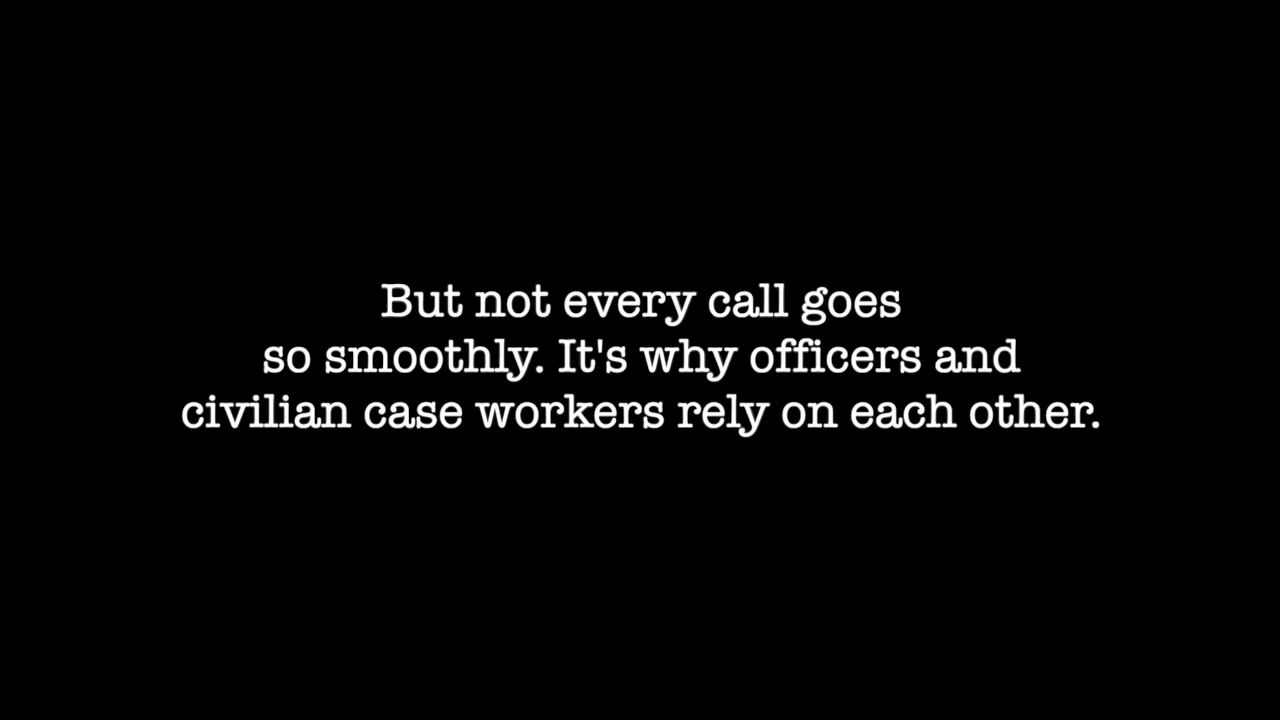 But not every call goes
so smoothly. It's why officers and
civilian case workers rely on each other.